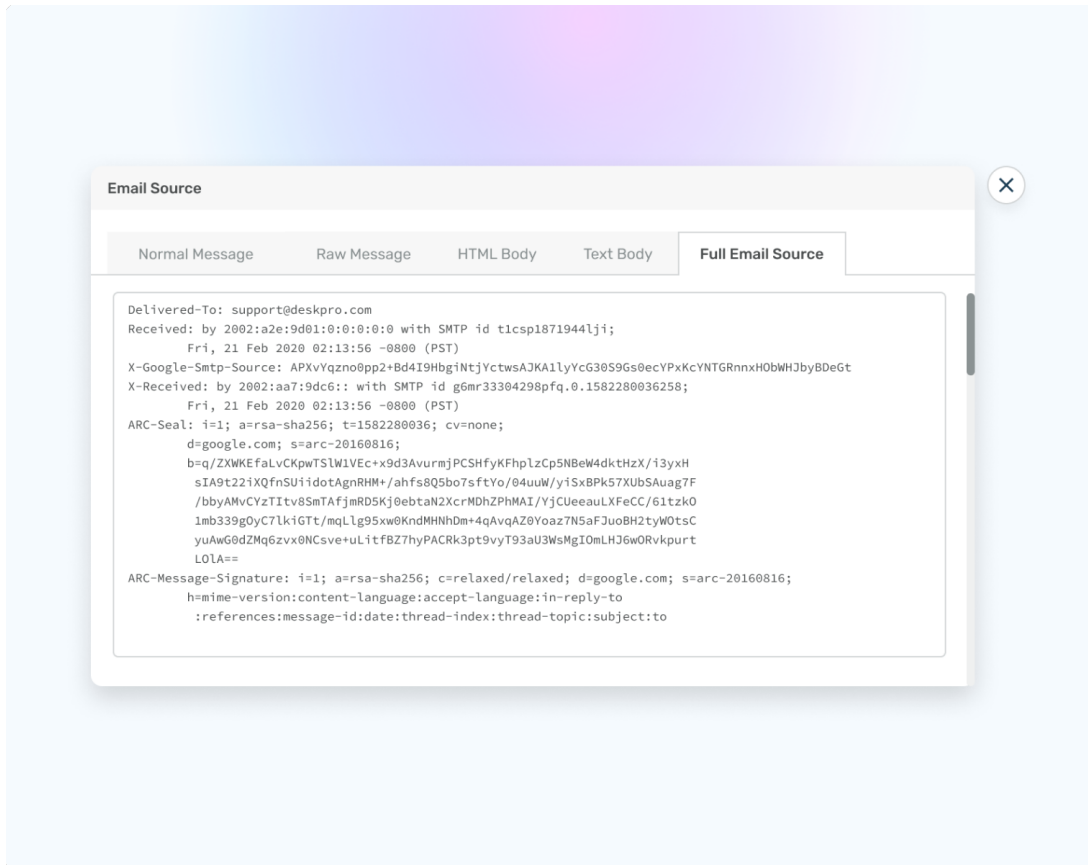 Email Source
Normal Message Raw Message HTML Body Text Body Full Email Source
Delivered-To: support@deskpro.com
Received: by 2002:a2e:9d01:0:0:0:0:0 with SMTP id t1csp1871944lji;
Fri, 21 Feb 2020 02:13:56 -0800 (PST)
X-Google-Smtp-Source: APXvYqzno0pp2+Bd4I9HbgiNtjYctwsAJKA1lyYcG30S9Gs0ecYPxKcYNTGRnnxHObWHJbyBDeGt
X-Received: by 2002:aa7:9dc6:: with SMTP id g6mr33304298pfq.0.1582280036258;
Fri, 21 Feb 2020 02:13:56 -0800 (PST)
ARC-Seal: i=1; a=rsa-sha256; t=1582280036; cv=none;
d=google.com; s=arc-20160816;
b=q/ZXWKEfaLvCKpwTSlW1VEc+x9d3AvurmjPCSHfyKFhplzCp5NBeW4dktHzX/i3yxH
sIA9t22iXQfnSUiidotAgnRHM+/ahfs8Q5bo7sftYo/04uuW/yiSxBPk57XUbSAuag7F
/bbyAMvCYzTItv8SmTAfjmRD5Kj0ebtaN2XcrMDhZPhMAI/YjCUeeauLXFeCC/61tzkO
1mb339gOyC7lkiGTt/mqLlg95xw0KndMHNhDm+4qAvqAZ0Yoaz7N5aFJuoBH2tyWOtsC
yuAwG0dZMq6zvx0NCsve+uLitfBZ7hyPACRk3pt9vyT93aU3WsMgIOmLHJ6wORvkpurt
LOlA==
ARC-Message-Signature: i=1; a=rsa-sha256; c=relaxed/relaxed; d=google.com; s=arc-20160816;
h=mime-version:content-language:accept-language:in-reply-to
:references:message-id:date:thread-index:thread-topic:subject:to